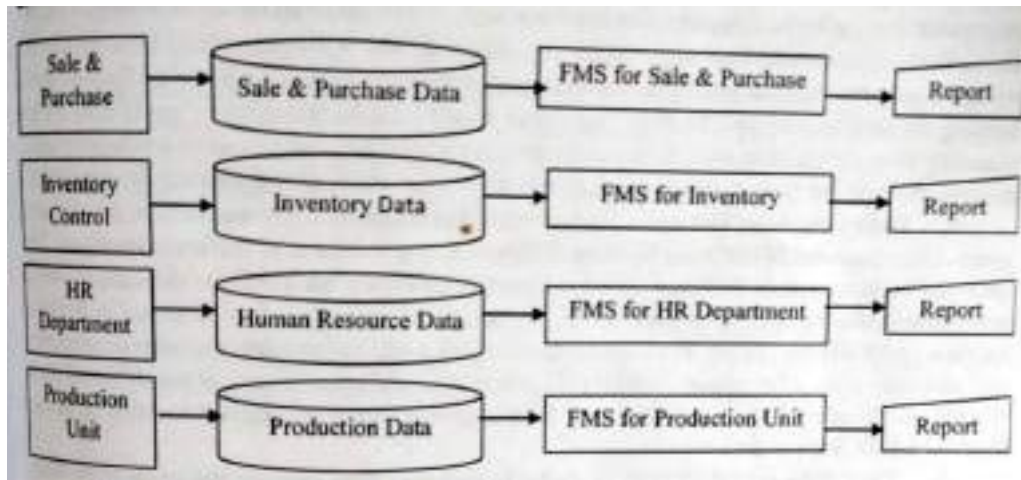 Sale &
Purchase
Sale & Purchase Data
FMS for Sale & Purchase
Report
Inventory
Control
Inventory Data
FMS for Inventory
Report
HR
Department
Human Resource Data
FMS for HR Department
Report
Production
Unit
Production Data
FMS for Production Unit
Report